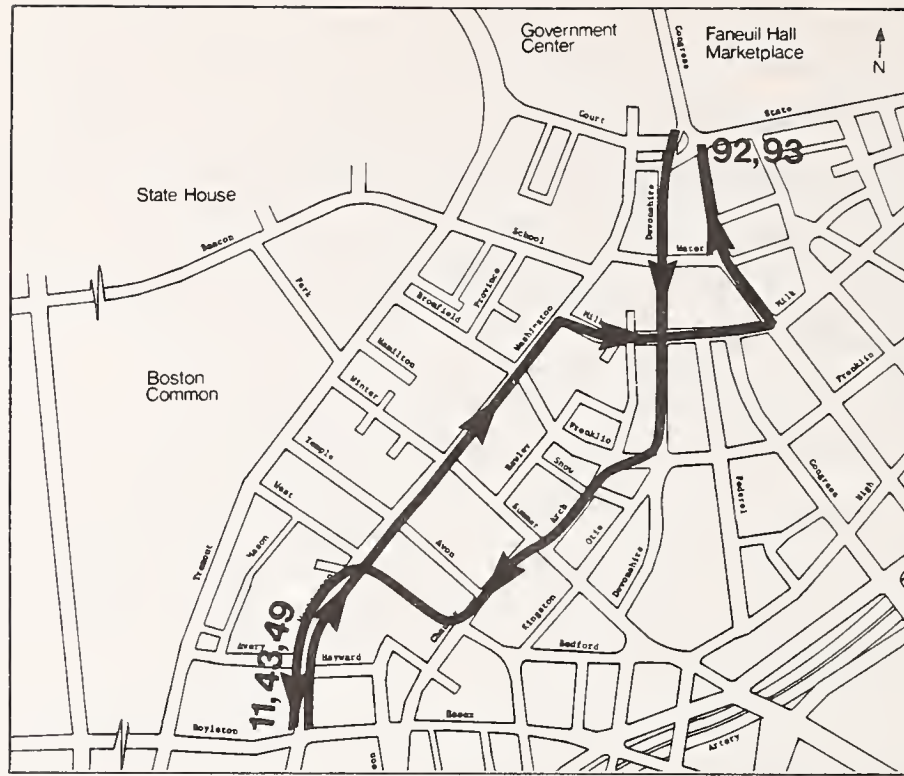 Government
Center
Faneuil Hall
Marketplace
N
Congress
Court
State
92, 93
State House
Devonshire
School
Beacon
Water
Park
Province
Bromfield
Washington
Milk
Milk
Hamilton
Boston
Common
Winter
Franklin
Franklin
Temple
Hawley
Snow
West
Summer
Arch
Federal
Congress
High
Otis
Mason
Avon
Tremont
Devonshire
Kingston
Chauncy
Avery
Hayward
Bedford
11, 43, 49
Boylston
Essex
Artery